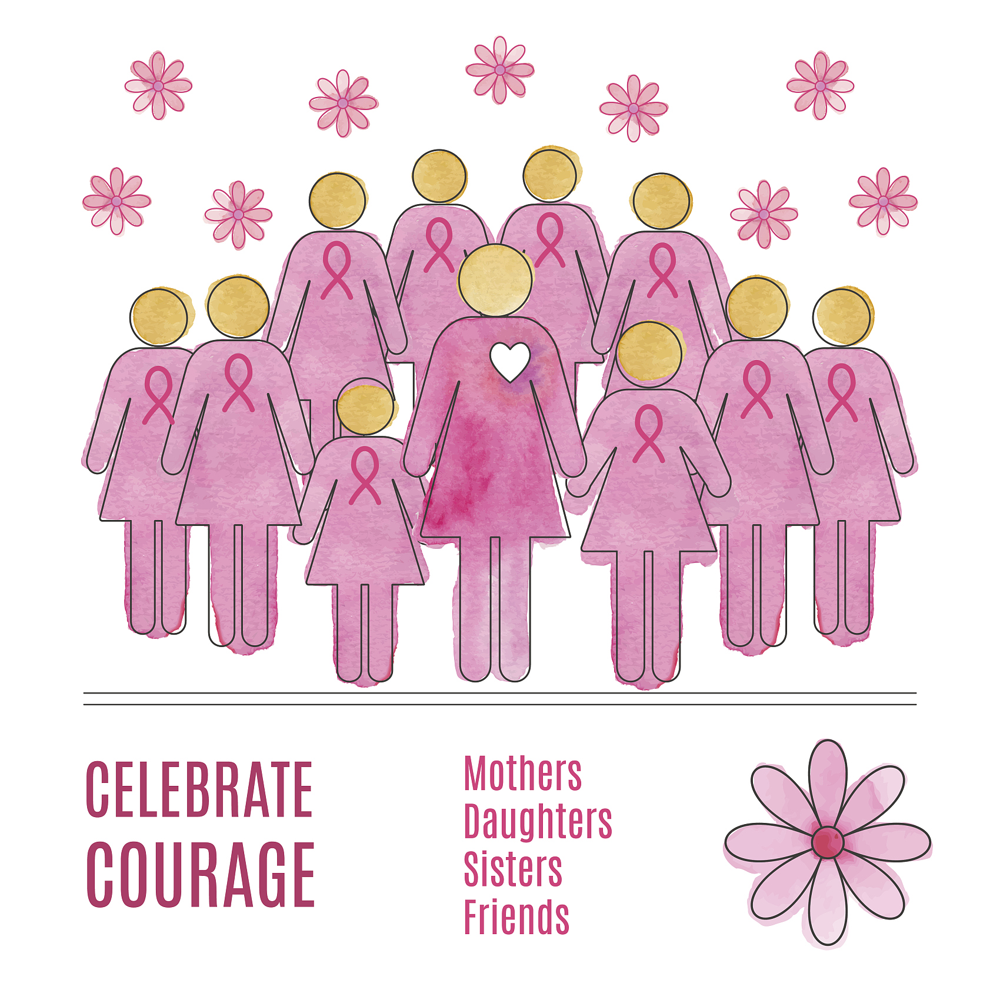 CELEBRATE
COURAGE
Mothers
Daughters
Sisters
Friends